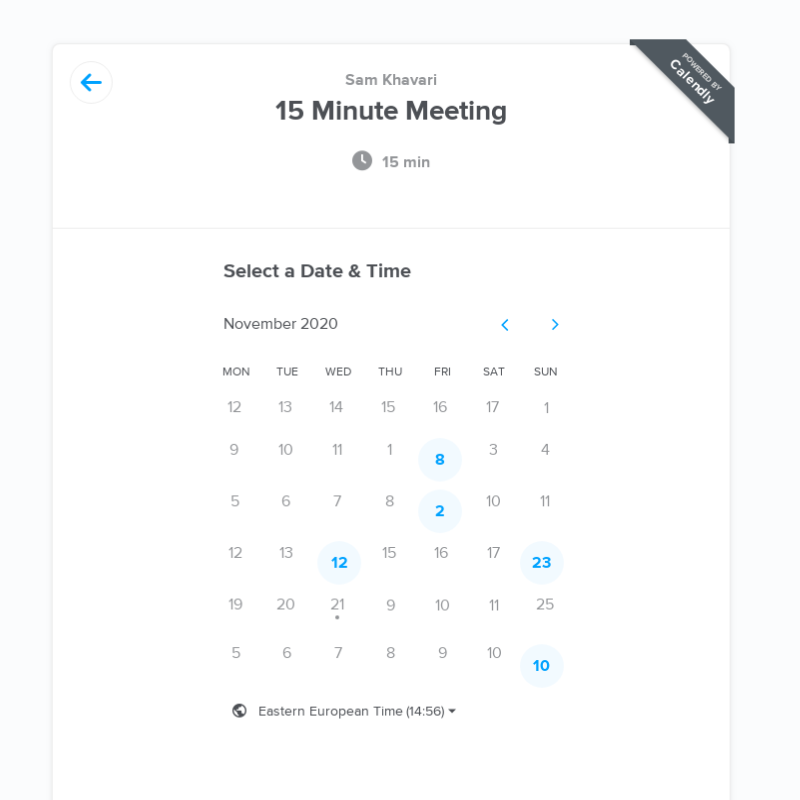 POWERED BY
Calendly
Sam Khavari
15 Minute Meeting
15 min
Select a Date & Time
November 2020
MON TUE WED THU FRI SAT SUN
12 13 14 15 16 17 1
9 10 11 1 8 3 4
5 6 7 8 2 10 11
12 13 12 15 16 17 23
19 20 21 9 10 11 25
5 6 7 8 9 10 10
Eastern European Time (14:56)